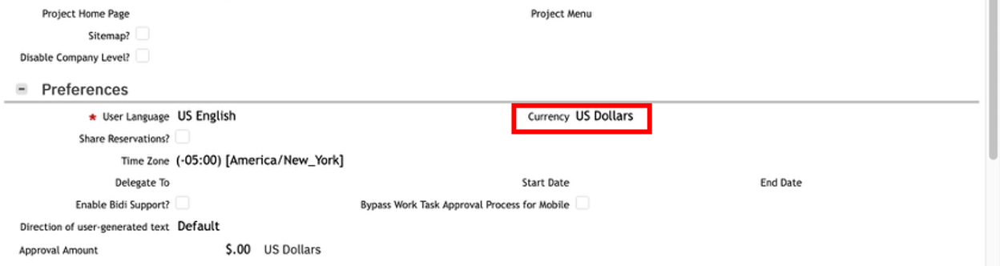 Project Home Page Project Menu
Sitemap?
Disable Company Level?
Preferences
* User Language US English Currency US Dollars
Share Reservations?
Time Zone (-05:00) [America/New_York]
Delegate To Start Date End Date
Enable Bidi Support? Bypass Work Task Approval Process for Mobile
Direction of user-generated text Default
Approval Amount $.00 US Dollars